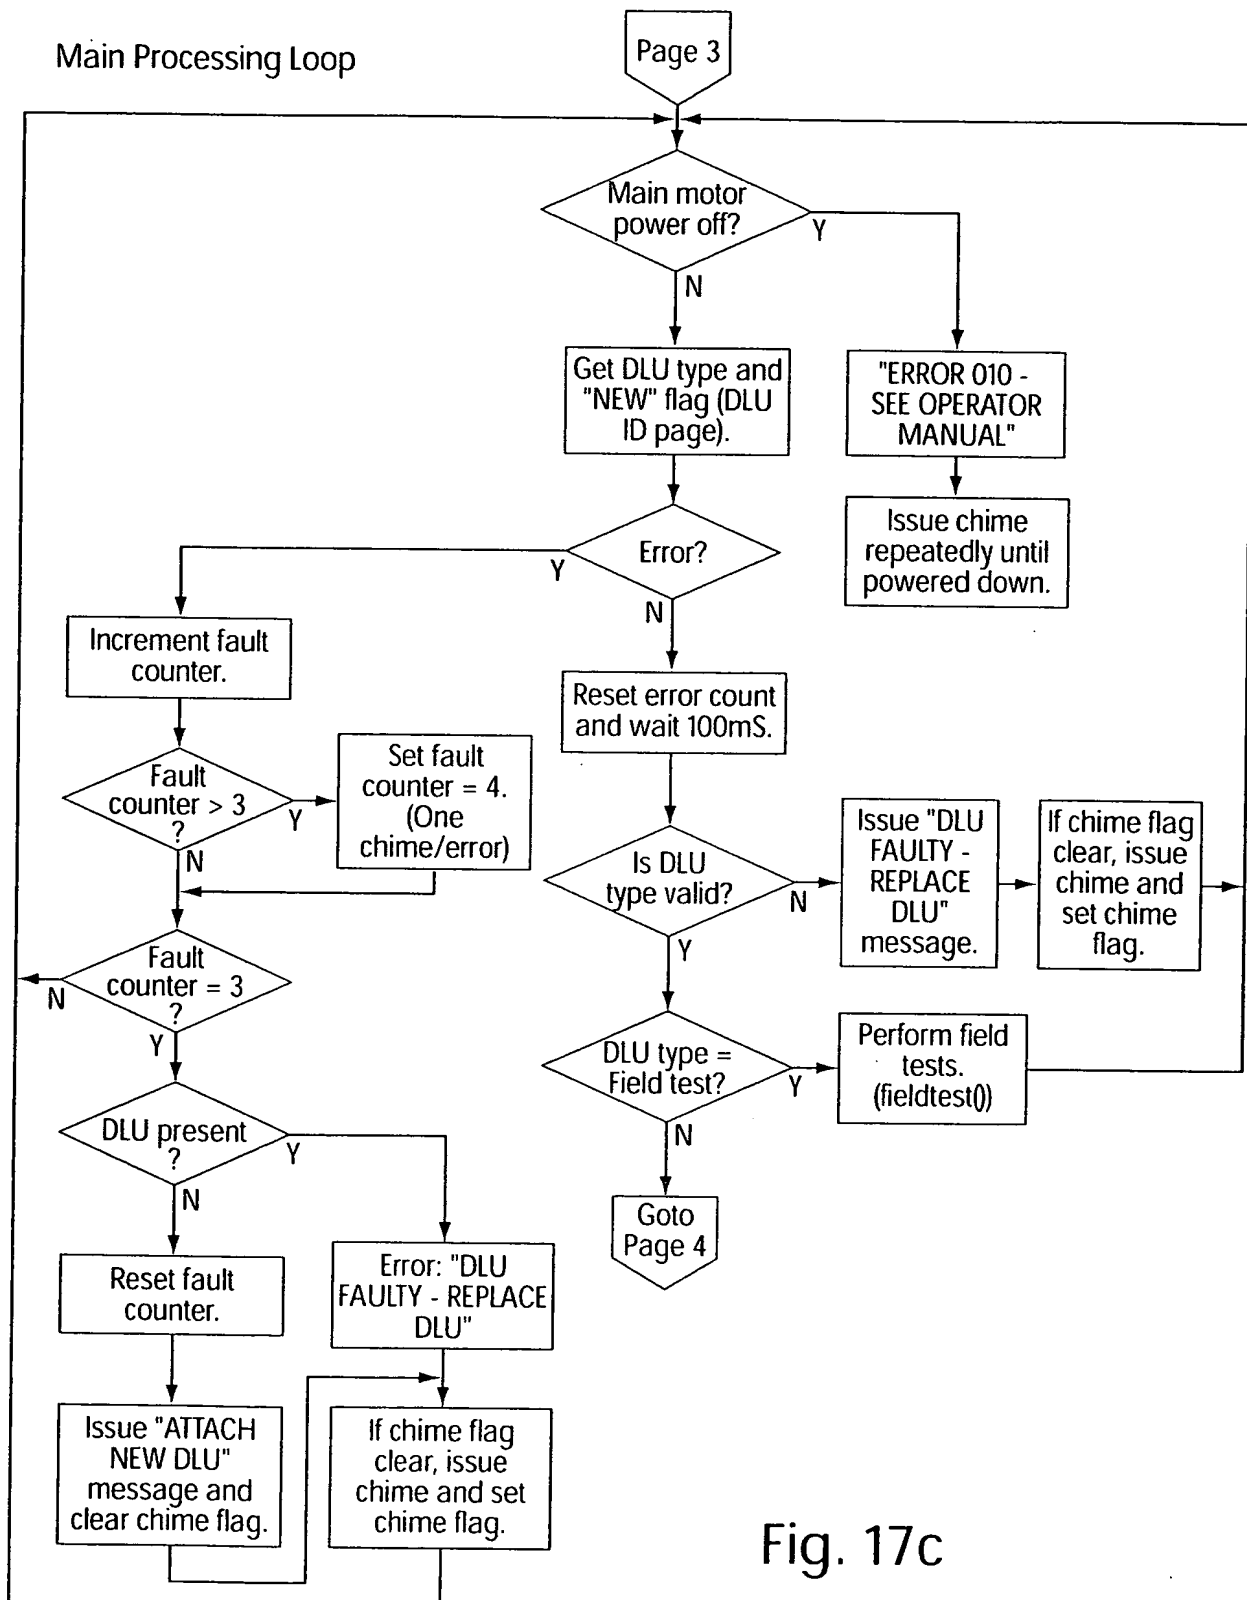 Main Processing Loop
Page 3
Main motor
power off?
Y
N
Get DLU type and
"NEW" flag (DLU
ID page).
"ERROR 010 -
SEE OPERATOR
MANUAL"
Issue chime
repeatedly until
powered down.
Error?
Y
N
Increment fault
counter.
Reset error count
and wait 100mS.
Fault
counter > 3
?
Y
N
Set fault
counter = 4.
(One
chime/error)
Is DLU
type valid?
N
Y
Issue "DLU
FAULTY -
REPLACE
DLU"
message.
If chime flag
clear, issue
chime and
set chime
flag.
Fault
counter = 3
?
N
Y
DLU type =
Field test?
Y
N
Perform field
tests.
(fieldtest())
DLU present
?
Y
N
Goto
Page 4
Reset fault
counter.
Error: "DLU
FAULTY - REPLACE
DLU"
Issue "ATTACH
NEW DLU"
message and
clear chime flag.
If chime flag
clear, issue
chime and set
chime flag.
Fig. 17c